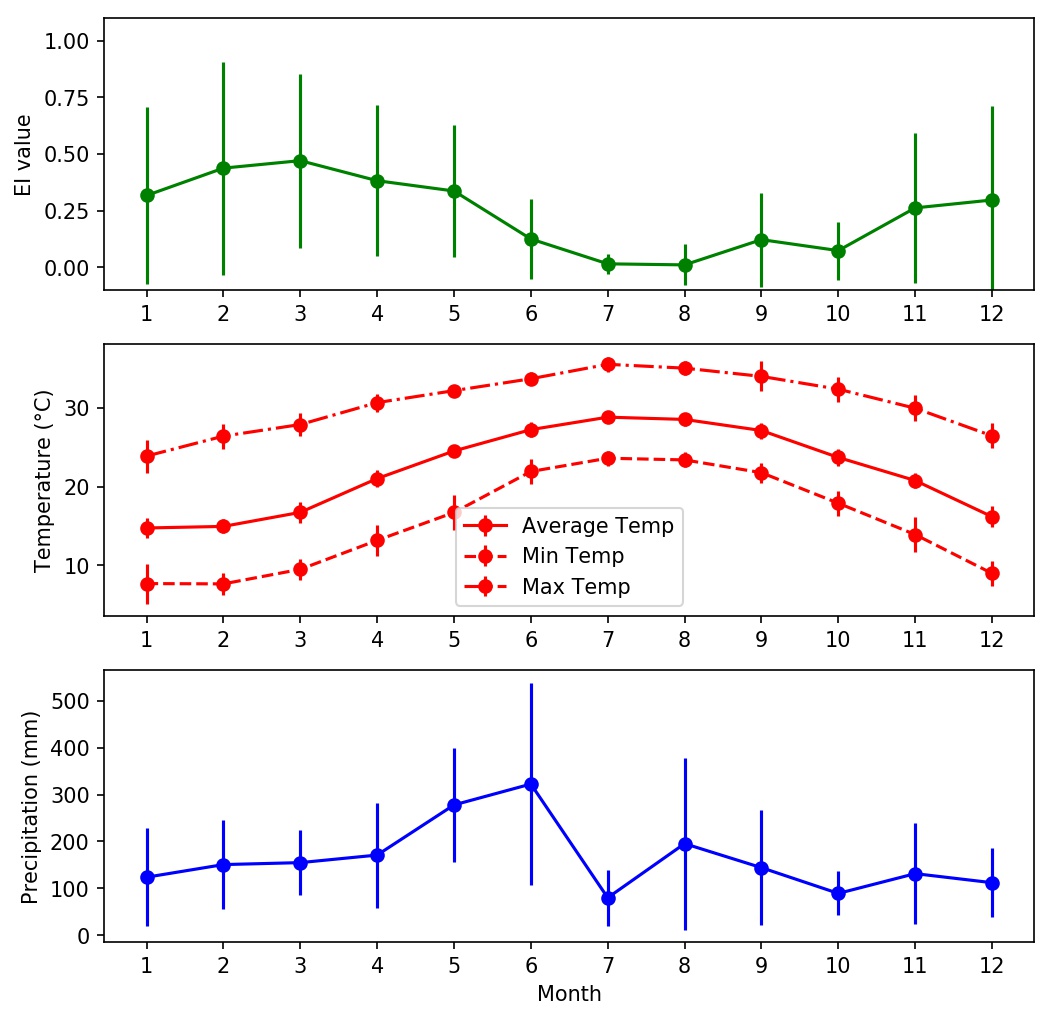 EI value
1.00
0.75
0.50
0.25
0.00
1 2 3 4 5 6 7 8 9 10 11 12
Temperature (°C)
30
20
10
Average Temp
Min Temp
Max Temp
1 2 3 4 5 6 7 8 9 10 11 12
Precipitation (mm)
500
400
300
200
100
0
1 2 3 4 5 6 7 8 9 10 11 12
Month